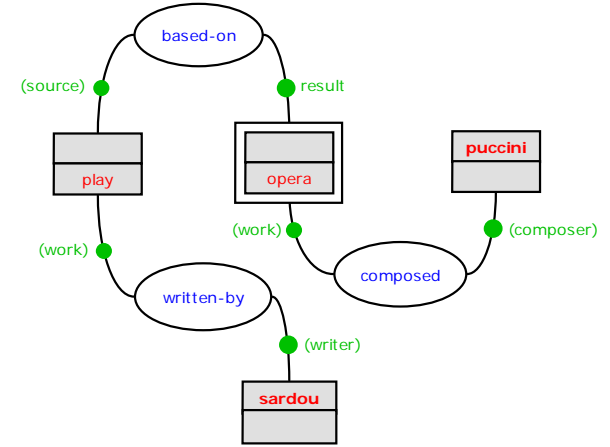 based-on
(source)
result
puccini
play
opera
(work)
(work)
(composer)
composed
written-by
(writer)
sardou